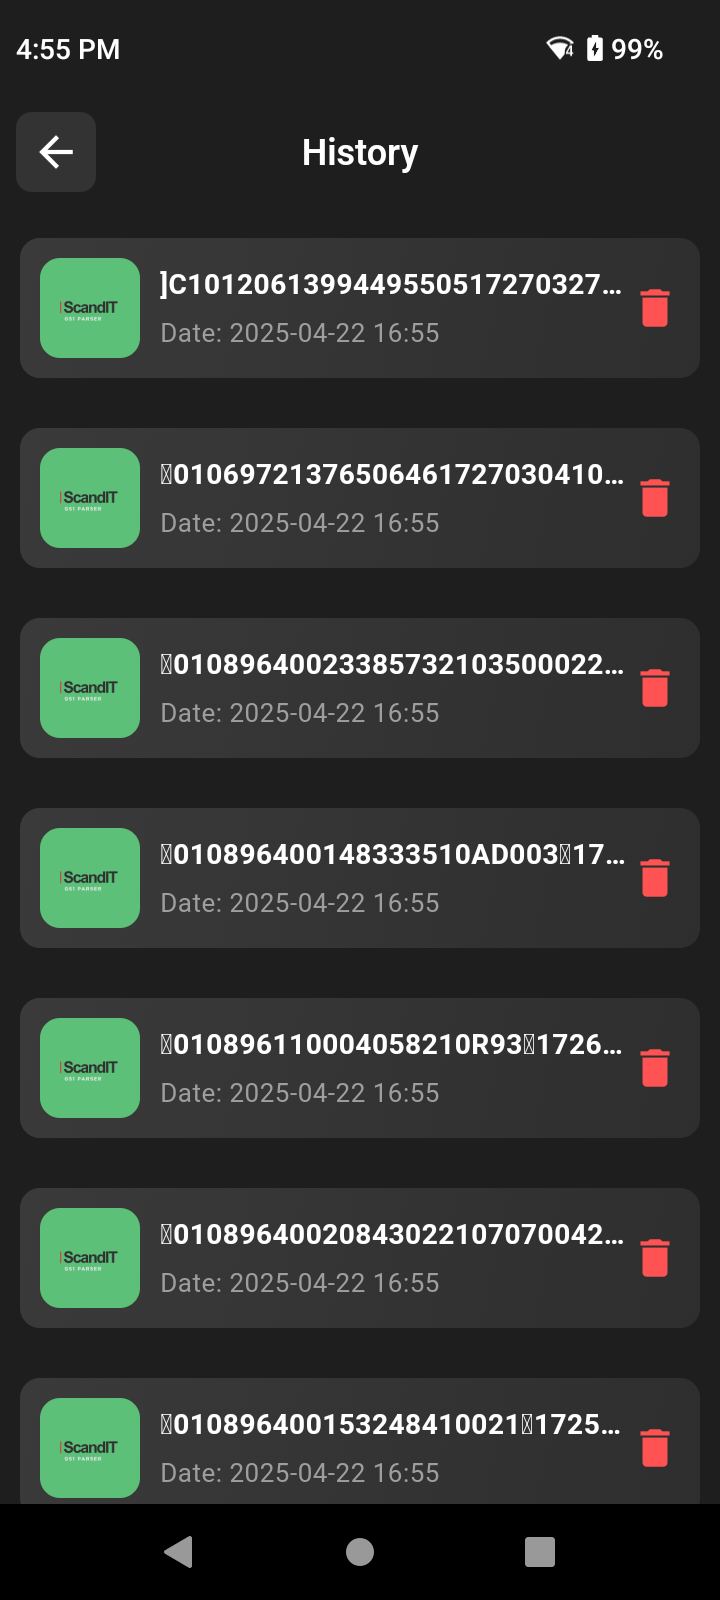 4:55 PM
4
99%
History
]C1012061399449550517270327…
Date: 2025-04-22 16:55
010697213765064617270304​10…
Date: 2025-04-22 16:55
01089640023385732103500022…
Date: 2025-04-22 16:55
010896400148333510AD00317…
Date: 2025-04-22 16:55
010896110004058210R931726…
Date: 2025-04-22 16:55
01089640020843022107070042…
Date: 2025-04-22 16:55
0108964001532484100211725…
Date: 2025-04-22 16:55
ScandIT
GS1 PARSER
ScandIT
GS1 PARSER
ScandIT
GS1 PARSER
ScandIT
GS1 PARSER
ScandIT
GS1 PARSER
ScandIT
GS1 PARSER
ScandIT
GS1 PARSER